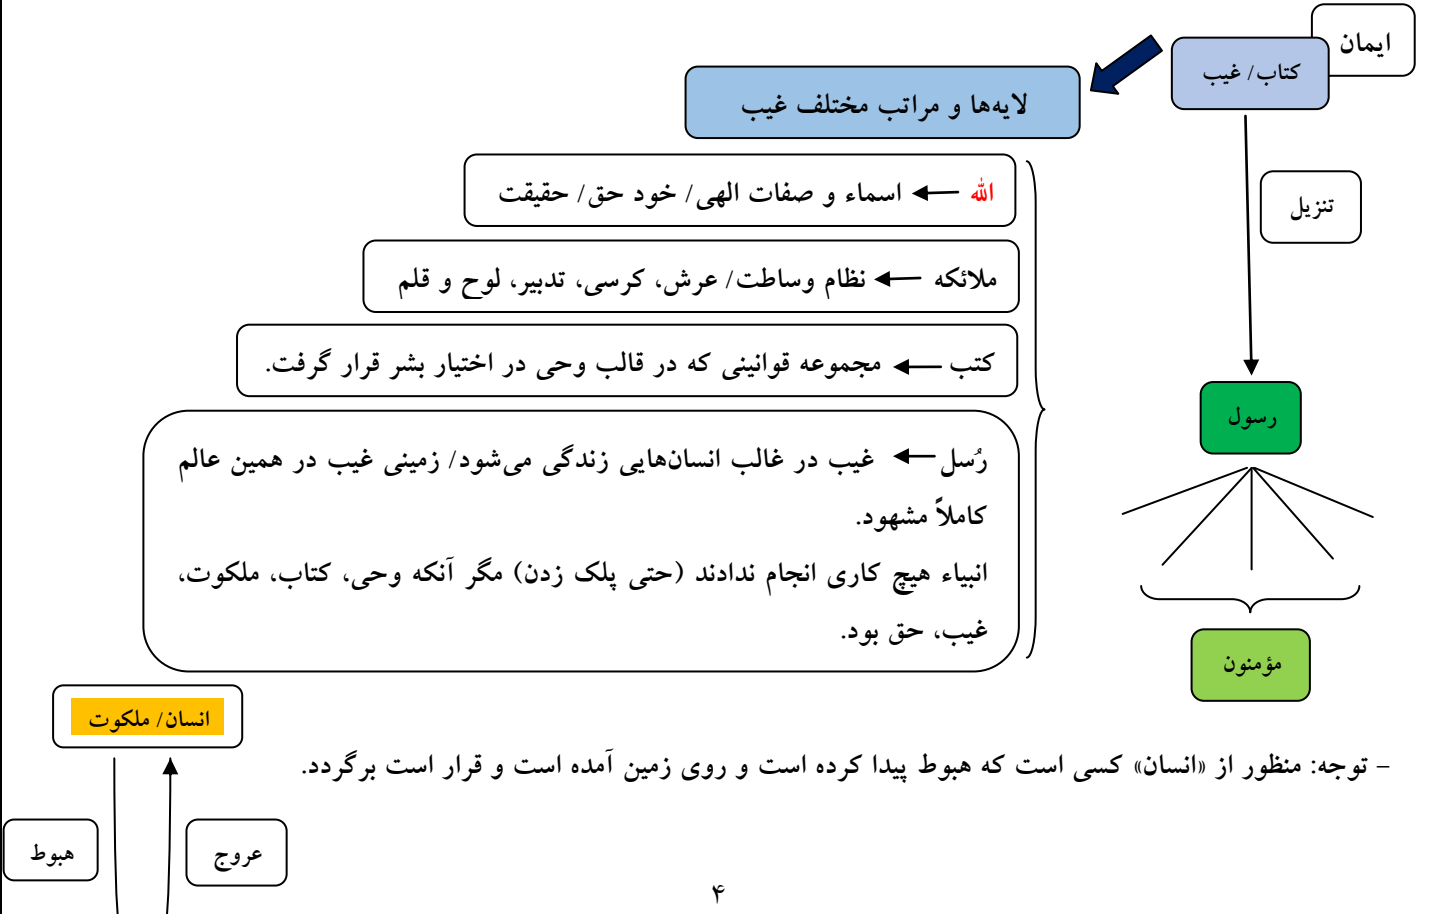 ایمان
کتاب/ غیب
لایه‌ها و مراتب مختلف غیب
الله ← اسماء و صفات الهی/ خود حق/ حقیقت
تنزیل
ملائکه ← نظام وساطت/ عرش، کرسی، تدبیر، لوح و قلم
کتب ← مجموعه قوانینی که در قالب وحی در اختیار بشر قرار گرفت.
رسول
رُسل ← غیب در غالب انسان‌هایی زندگی می‌شود/ زمینی غیب در همین عالم
کاملاً مشهود.
انبیاء هیچ کاری انجام ندادند (حتی پلک زدن) مگر آنکه وحی، کتاب، ملکوت،
غیب، حق بود.
مؤمنون
انسان/ ملکوت
- توجه: منظور از «انسان» کسی است که هبوط پیدا کرده است و روی زمین آمده است و قرار است برگردد.
عروج
هبوط
۴